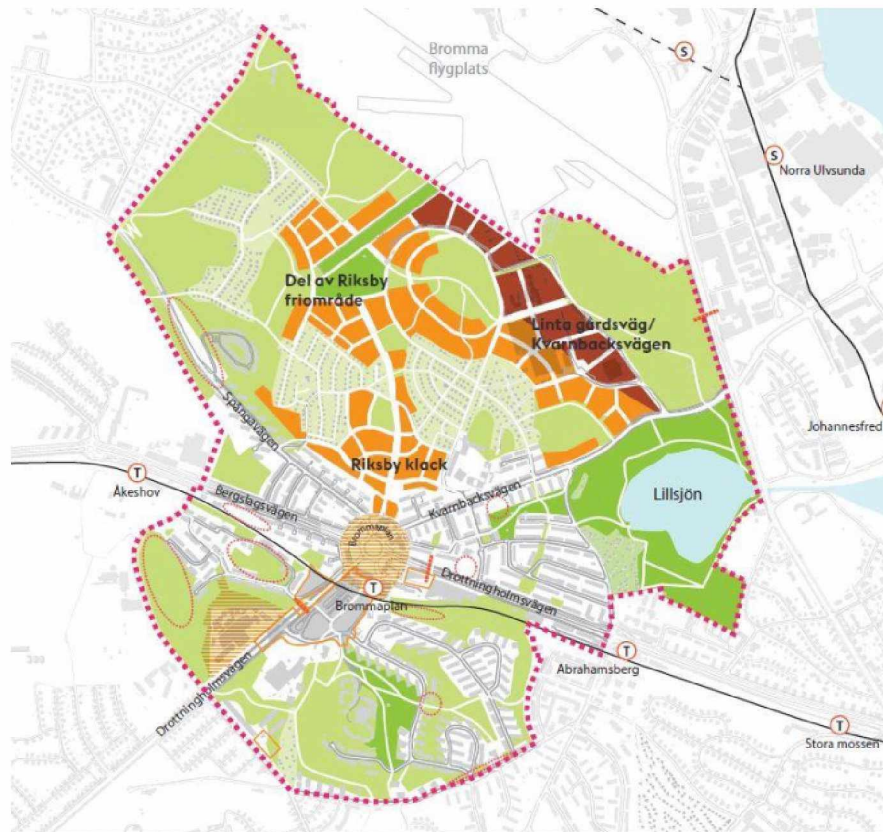 Bromma
flygplats
S
S
Norra Ulvsunda
Del av Riksby
friområde
Linta gårdsväg/
Kvarnbacksvägen
Spångavägen
Johannesfred
Riksby klack
T
Åkeshov
Bergslagsvägen
Kvarnbacksvägen
Lillsjön
Brommaplan
Drottningholmsvägen
T
Brommaplan
T
Abrahamsberg
Drottningholmsvägen
T
Stora mossen